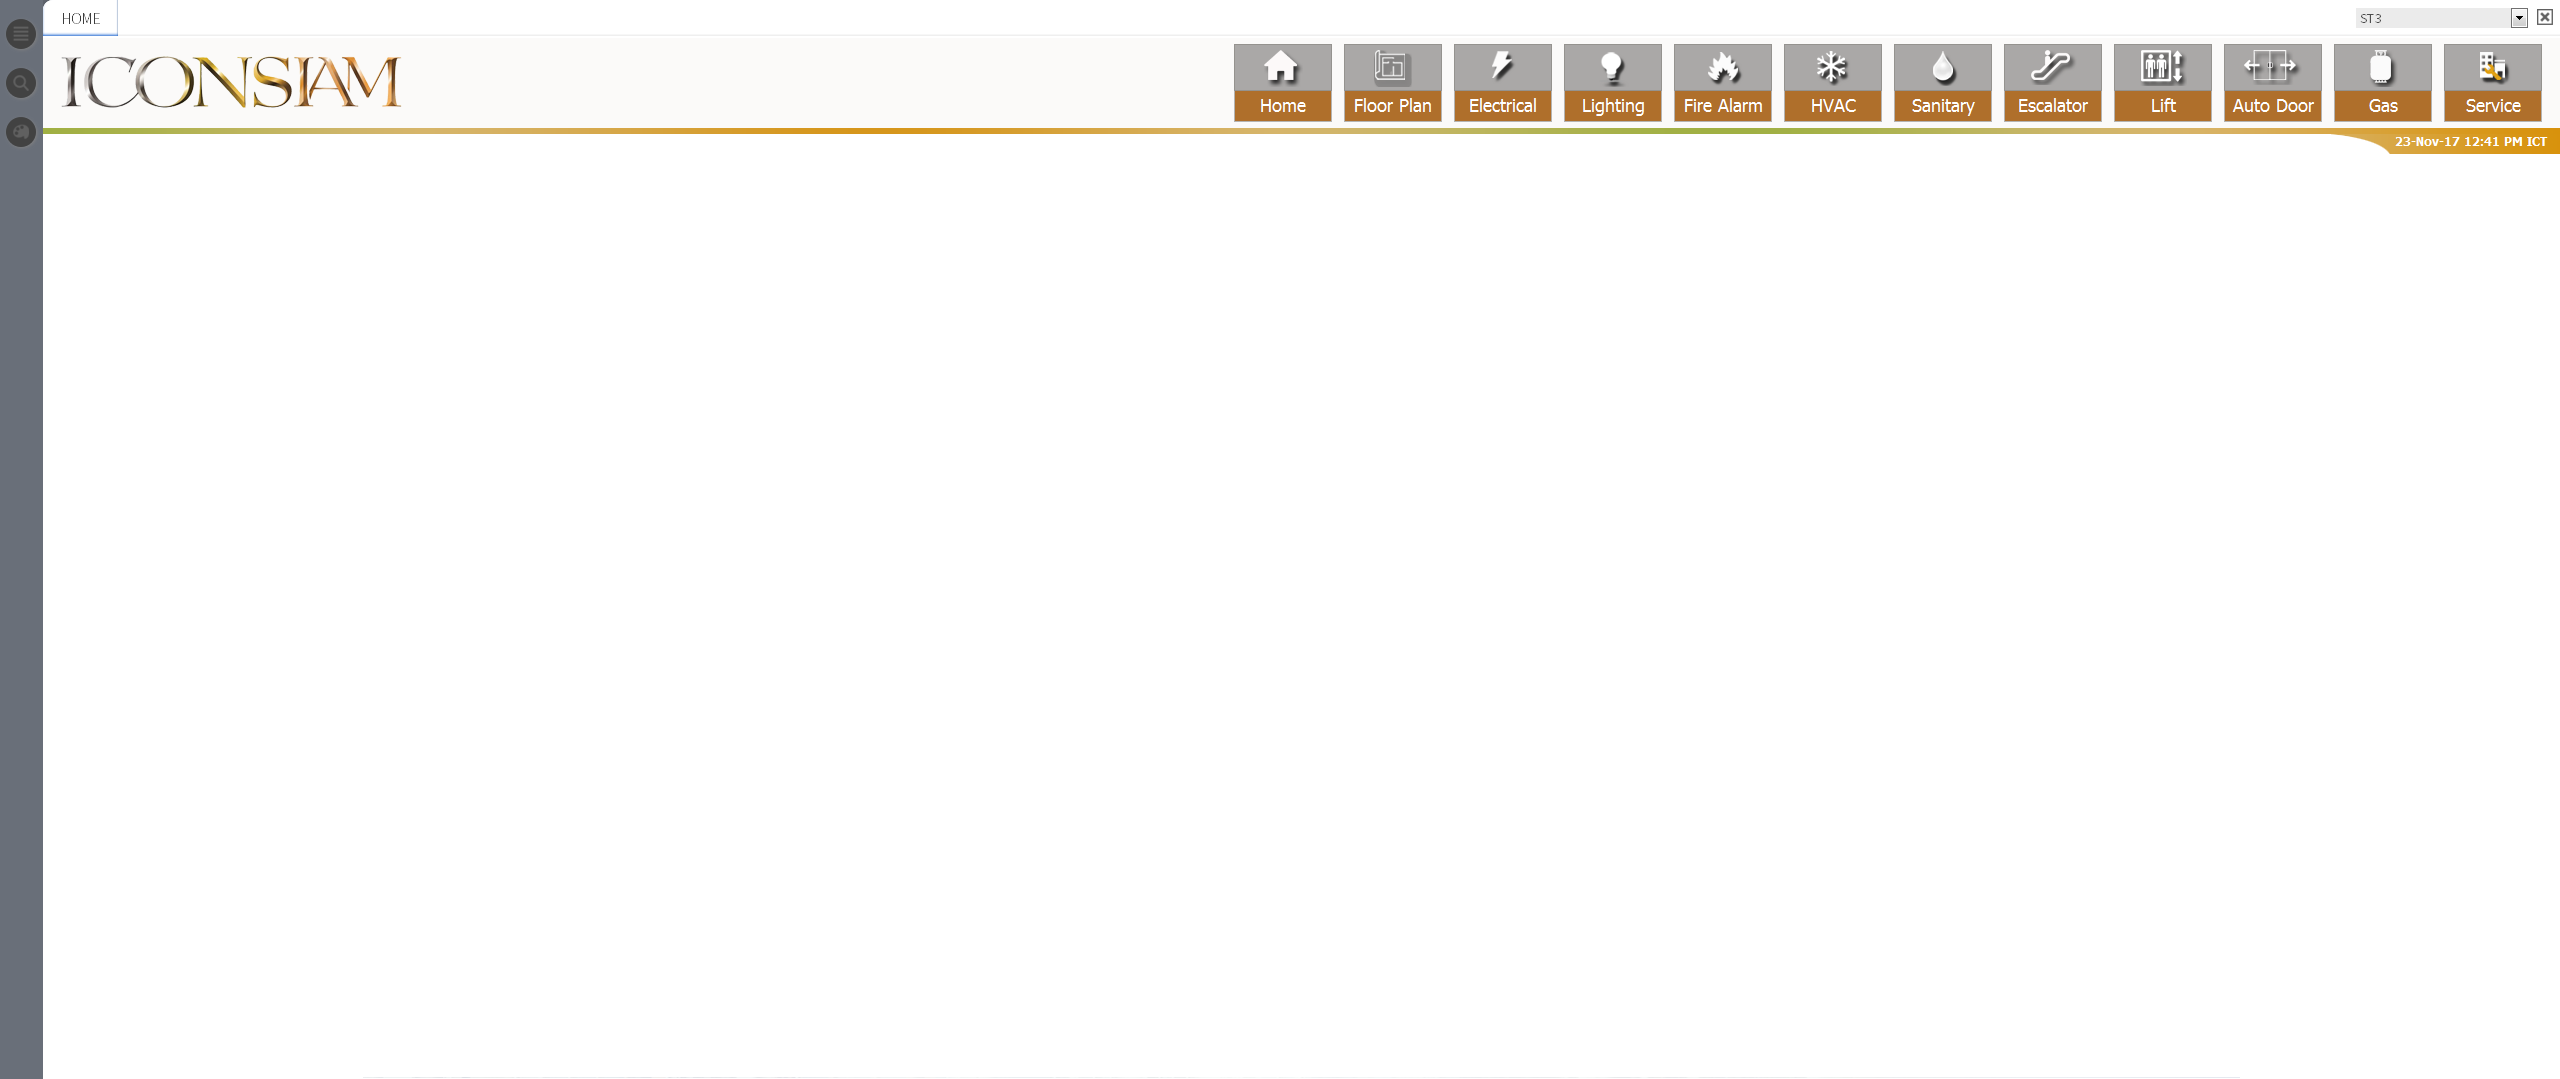 HOME
ST3
ICONSIAM
Home Floor Plan Electrical Lighting Fire Alarm HVAC Sanitary Escalator Lift Auto Door Gas Service
23-Nov-17 12:41 PM ICT